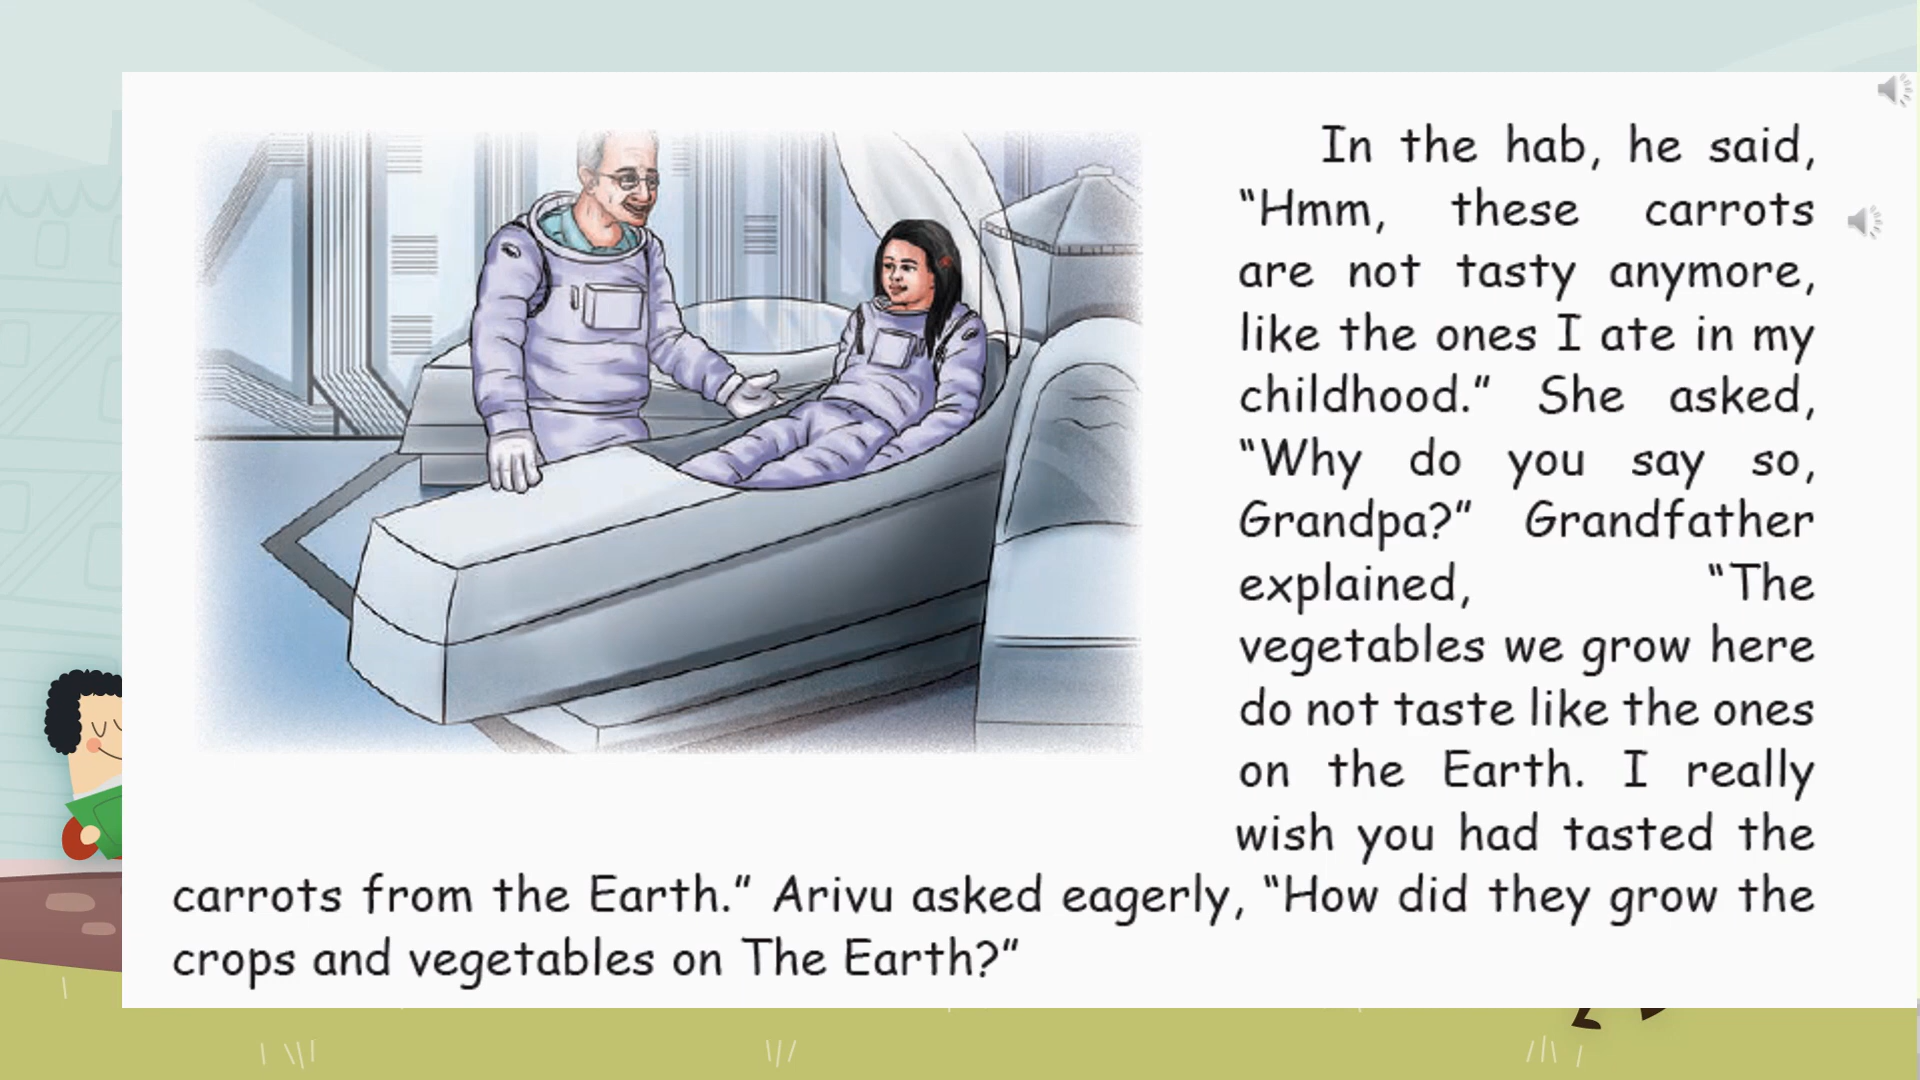 In the hab, he said,
“Hmm, these carrots
are not tasty anymore,
like the ones I ate in my
childhood.” She asked,
“Why do you say so,
Grandpa?” Grandfather
explained, “The
vegetables we grow here
do not taste like the ones
on the Earth. I really
wish you had tasted the
carrots from the Earth.” Arivu asked eagerly, “How did they grow the
crops and vegetables on The Earth?”